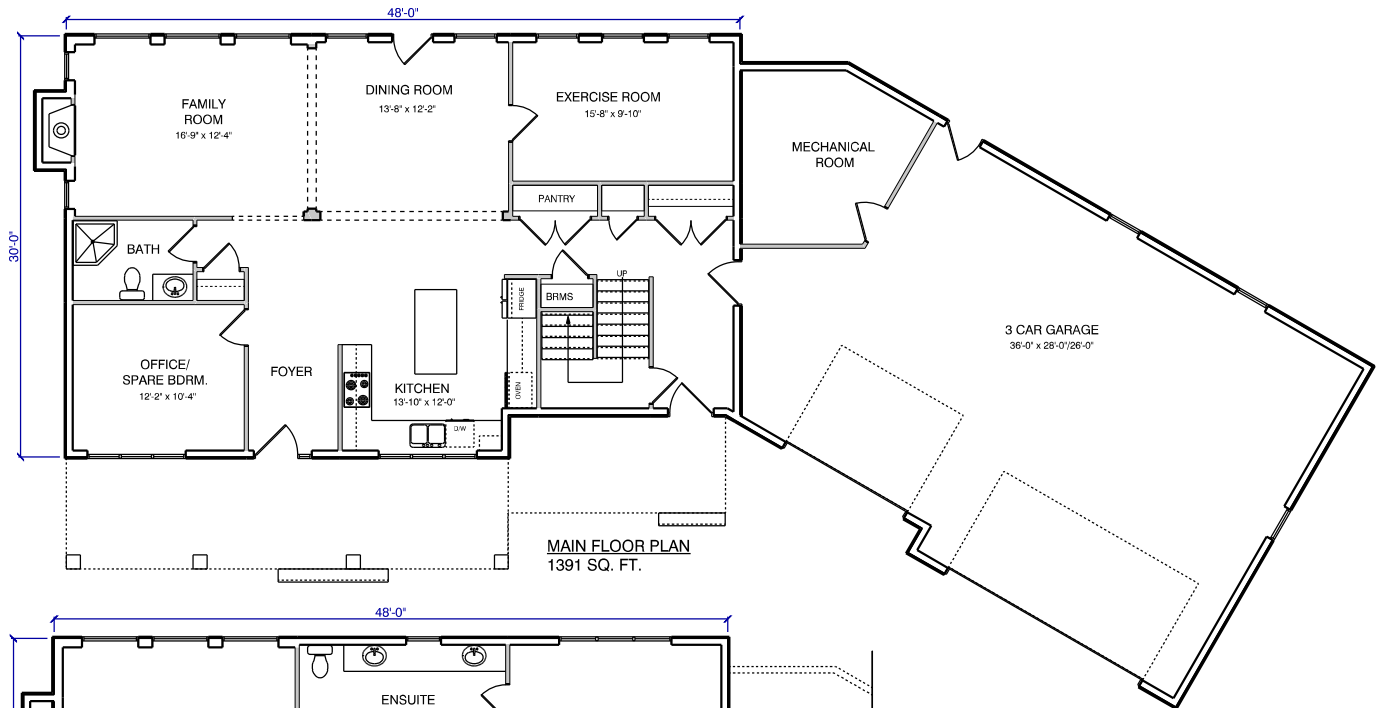 48'-0"
30'-0"
FAMILY
ROOM
16'-9" x 12'-4"
DINING ROOM
13'-8" x 12'-2"
EXERCISE ROOM
15'-8" x 9'-10"
MECHANICAL
ROOM
PANTRY
BATH
UP
FRIDGE
BRMS
3 CAR GARAGE
36'-0" x 28'-0"/26'-0"
OFFICE/
SPARE BDRM.
12'-2" x 10'-4"
FOYER
KITCHEN
13'-10" x 12'-0"
OVEN
D/W
MAIN FLOOR PLAN
1391 SQ. FT.
48'-0"
ENSUITE